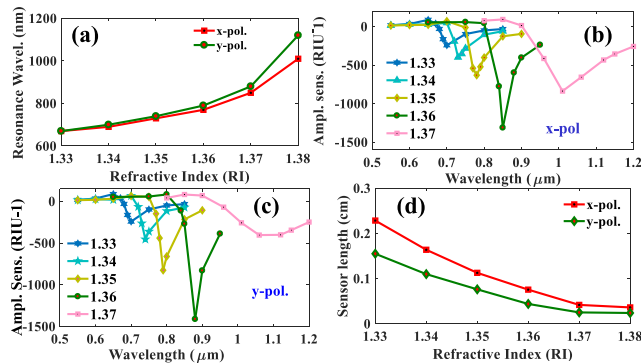 (a)
x-pol.
y-pol.
Resonance Wavel. (nm)
1200
1000
800
600
1.33 1.34 1.35 1.36 1.37 1.38
Refractive Index (RI)
(b)
Ampl. sens. (RIU⁻¹)
0
-500
-1000
-1500
1.33
1.34
1.35
1.36
1.37
x-pol
0.5 0.6 0.7 0.8 0.9 1 1.1 1.2
Wavelength (μm)
(c)
Ampl. Sens. (RIU-1)
0
-500
-1000
-1500
1.33
1.34
1.35
1.36
1.37
y-pol.
0.5 0.6 0.7 0.8 0.9 1 1.1 1.2
Wavelength (μm)
(d)
x-pol.
y-pol.
Sensor length (cm)
0.3
0.2
0.1
0
1.33 1.34 1.35 1.36 1.37 1.38
Refractive Index (RI)